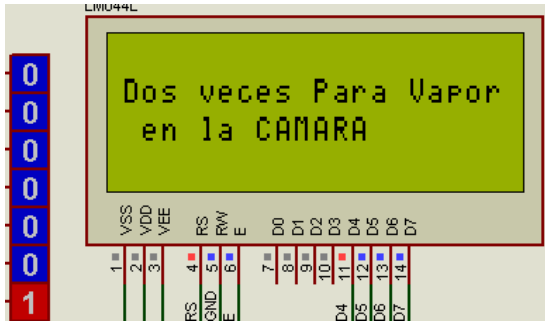 LM044L
Dos veces Para Vapor
en la CAMARA
0
0
0
0
0
0
1
VSS
VDD
VEE
RS
RW
E
D0
D1
D2
D3
D4
D5
D6
D7
1
2
3
4
5
6
7
8
9
10
11
12
13
14
RS
GND
E
D4
D5
D6
D7